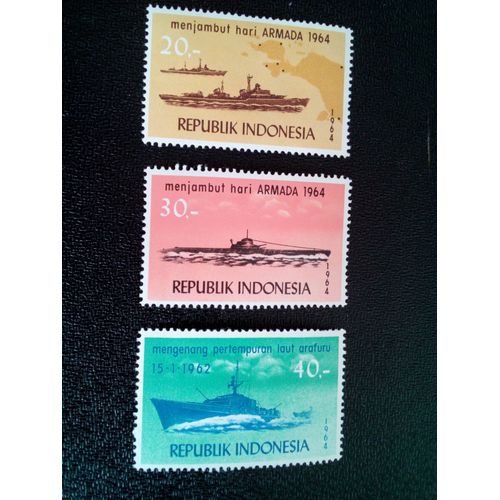 menjambut hari ARMADA 1964
20,-
REPUBLIK INDONESIA
1964
menjambut hari ARMADA 1964
30,-
REPUBLIK INDONESIA
1964
mengenang pertempuran laut arafuru
15-1-1962
40,-
REPUBLIK INDONESIA
1964